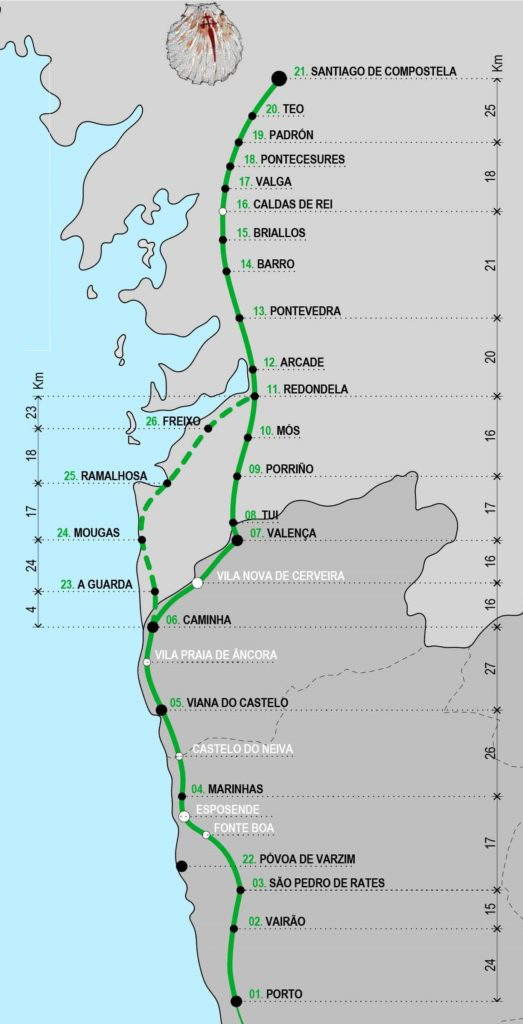 Km
21. SANTIAGO DE COMPOSTELA
25
20. TEO
19. PADRÓN
18. PONTECESURES
18
17. VALGA
16. CALDAS DE REI
15. BRIALLOS
21
14. BARRO
13. PONTEVEDRA
20
12. ARCADE
Km
11. REDONDELA
23
26. FREIXO
10. MÓS
16
18
25. RAMALHOSA
09. PORRIÑO
17
17
08. TUI
24. MOUGAS
07. VALENÇA
16
24
VILA NOVA DE CERVEIRA
23. A GUARDA
16
4
06. CAMINHA
VILA PRAIA DE ÂNCORA
27
05. VIANA DO CASTELO
26
CASTELO DO NEIVA
04. MARINHAS
ESPOSENDE
FONTE BOA
17
22. PÓVOA DE VARZIM
03. SÃO PEDRO DE RATES
15
02. VAIRÃO
24
01. PORTO